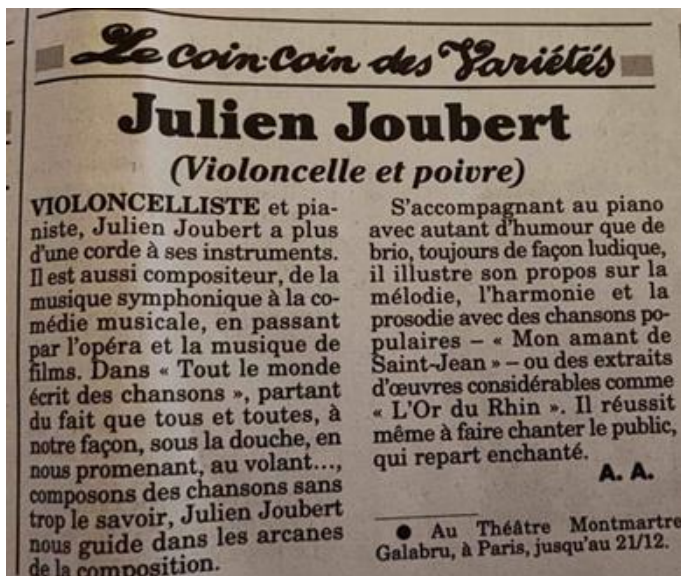 Le coin-coin des Variétés
Julien Joubert
(Violoncelle et poivre)
VIOLONCELLISTE et pia-
niste, Julien Joubert a plus
d'une corde à ses instruments.
Il est aussi compositeur, de la
musique symphonique à la co-
médie musicale, en passant
par l'opéra et la musique de
films. Dans « Tout le monde
écrit des chansons », partant
du fait que tous et toutes, à
notre façon, sous la douche, en
nous promenant, au volant…,
composons des chansons sans
trop le savoir, Julien Joubert
nous guide dans les arcanes
de la composition.
S'accompagnant au piano
avec autant d'humour que de
brio, toujours de façon ludique,
il illustre son propos sur la
mélodie, l'harmonie et la
prosodie avec des chansons po-
pulaires – « Mon amant de
Saint-Jean » – ou des extraits
d'œuvres considérables comme
« L'Or du Rhin ». Il réussit
même à faire chanter le public,
qui repart enchanté.
A. A.
● Au Théâtre Montmartre
Galabru, à Paris, jusqu'au 21/12.